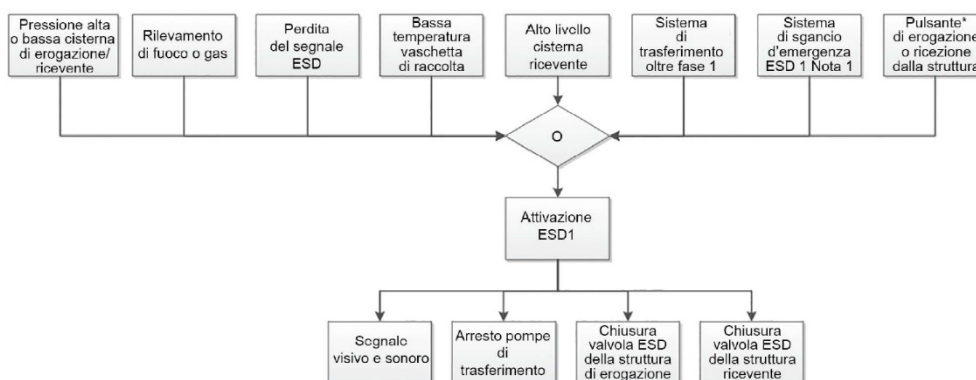 Pressione alta
o bassa cisterna
di erogazione/
ricevente
Rilevamento
di fuoco o gas
Perdita
del segnale
ESD
Bassa
temperatura
vaschetta
di raccolta
Alto livello
cisterna
ricevente
Sistema
di
trasferimento
oltre fase 1
Sistema
di sgancio
d'emergenza
ESD 1 Nota 1
Pulsante*
di erogazione
o ricezione
dalla struttura
O
Attivazione
ESD1
Segnale
visivo e sonoro
Arresto pompe
di
trasferimento
Chiusura
valvola ESD
della struttura
di erogazione
Chiusura
valvola ESD
della struttura
ricevente